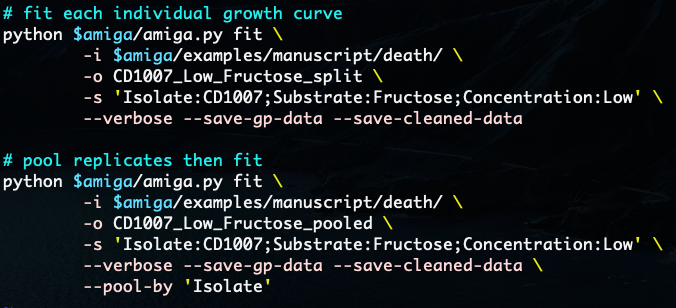 # fit each individual growth curve
python $amiga/amiga.py fit \
-i $amiga/examples/manuscript/death/ \
-o CD1007_Low_Fructose_split \
-s 'Isolate:CD1007;Substrate:Fructose;Concentration:Low' \
--verbose --save-gp-data --save-cleaned-data
# pool replicates then fit
python $amiga/amiga.py fit \
-i $amiga/examples/manuscript/death/ \
-o CD1007_Low_Fructose_pooled \
-s 'Isolate:CD1007;Substrate:Fructose;Concentration:Low' \
--verbose --save-gp-data --save-cleaned-data \
--pool-by 'Isolate'